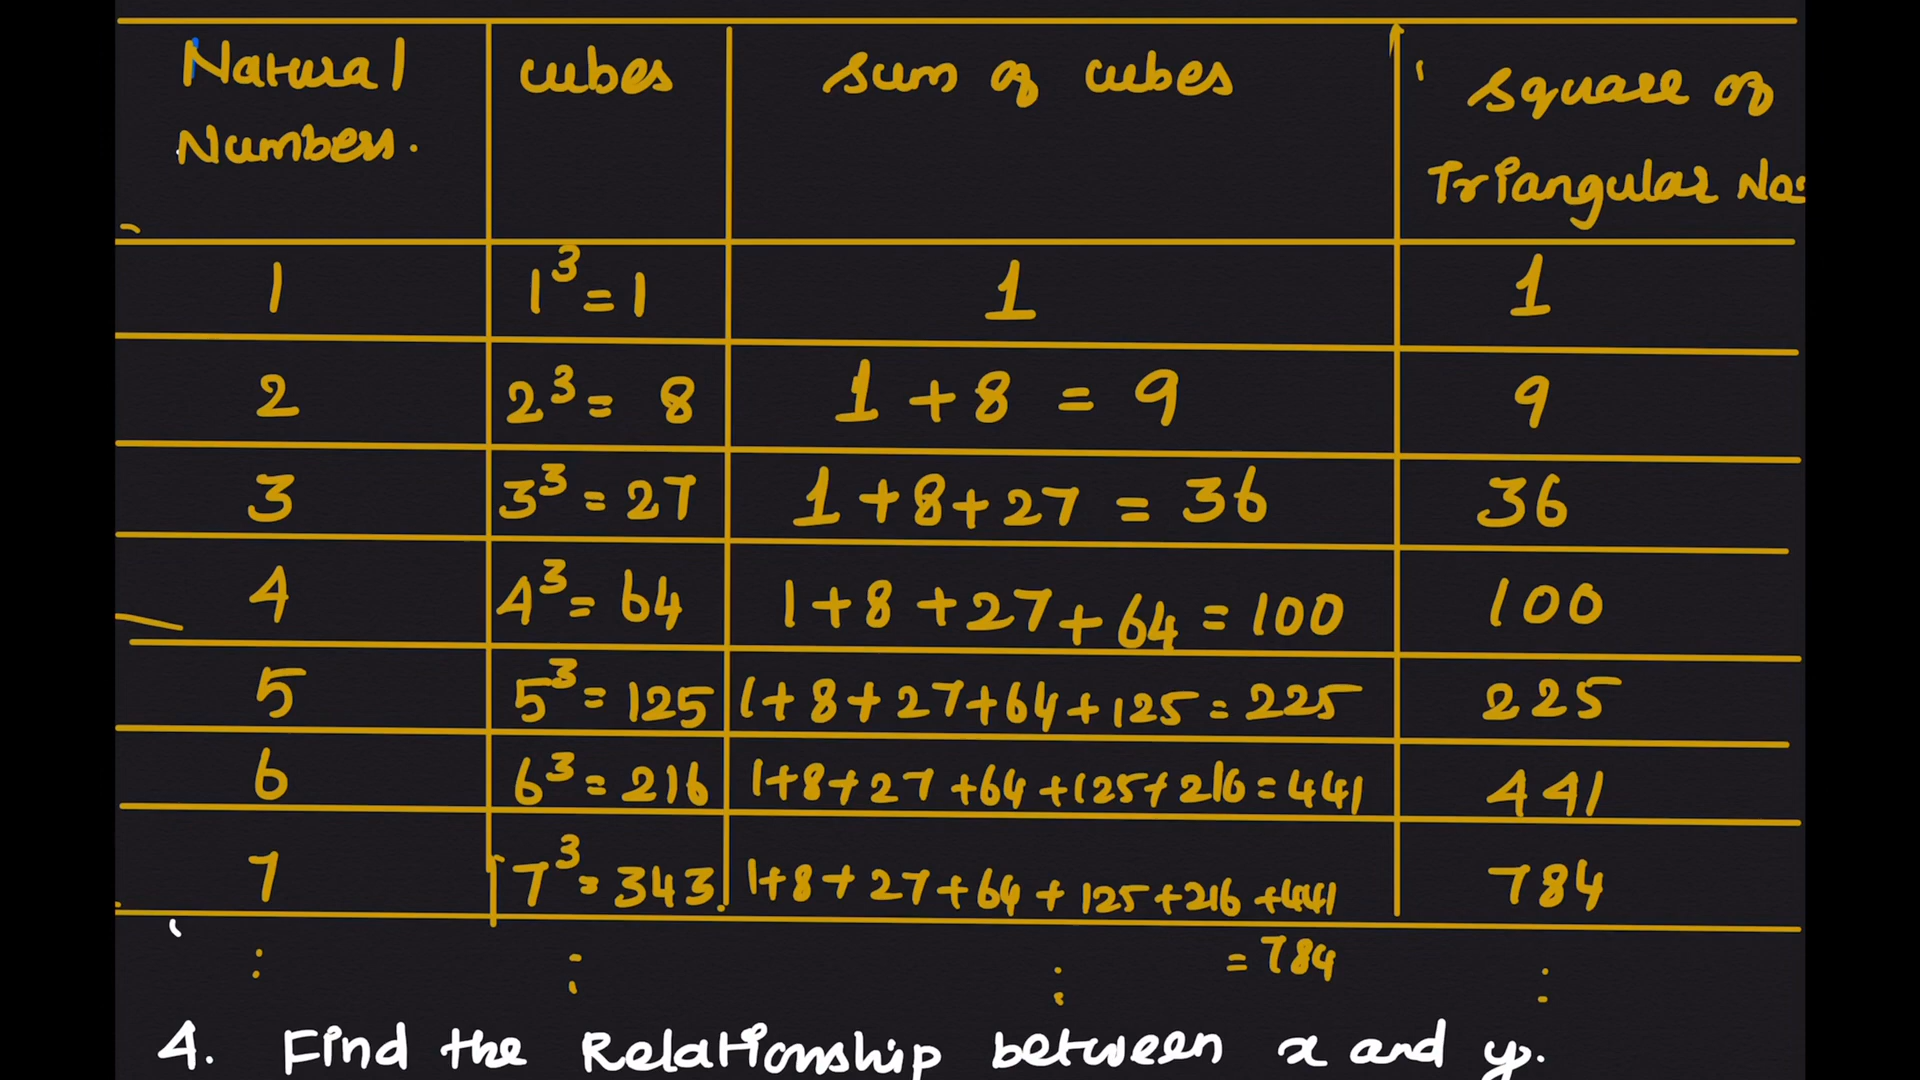 Natural cubes sum of cubes square of
Numbers. Triangular Nos
1 1³=1 1 1
2 2³= 8 1+8 = 9 9
3 3³=27 1+8+27 = 36 36
4 4³= 64 1+8+27+64=100 100
5 5³=125 1+8+27+64+125=225 225
6 6³=216 1+8+27+64+125+216=441 441
7 7³=343. 1+8+27+64+125+216+441 784
=784
4. Find the Relationship between x and y.